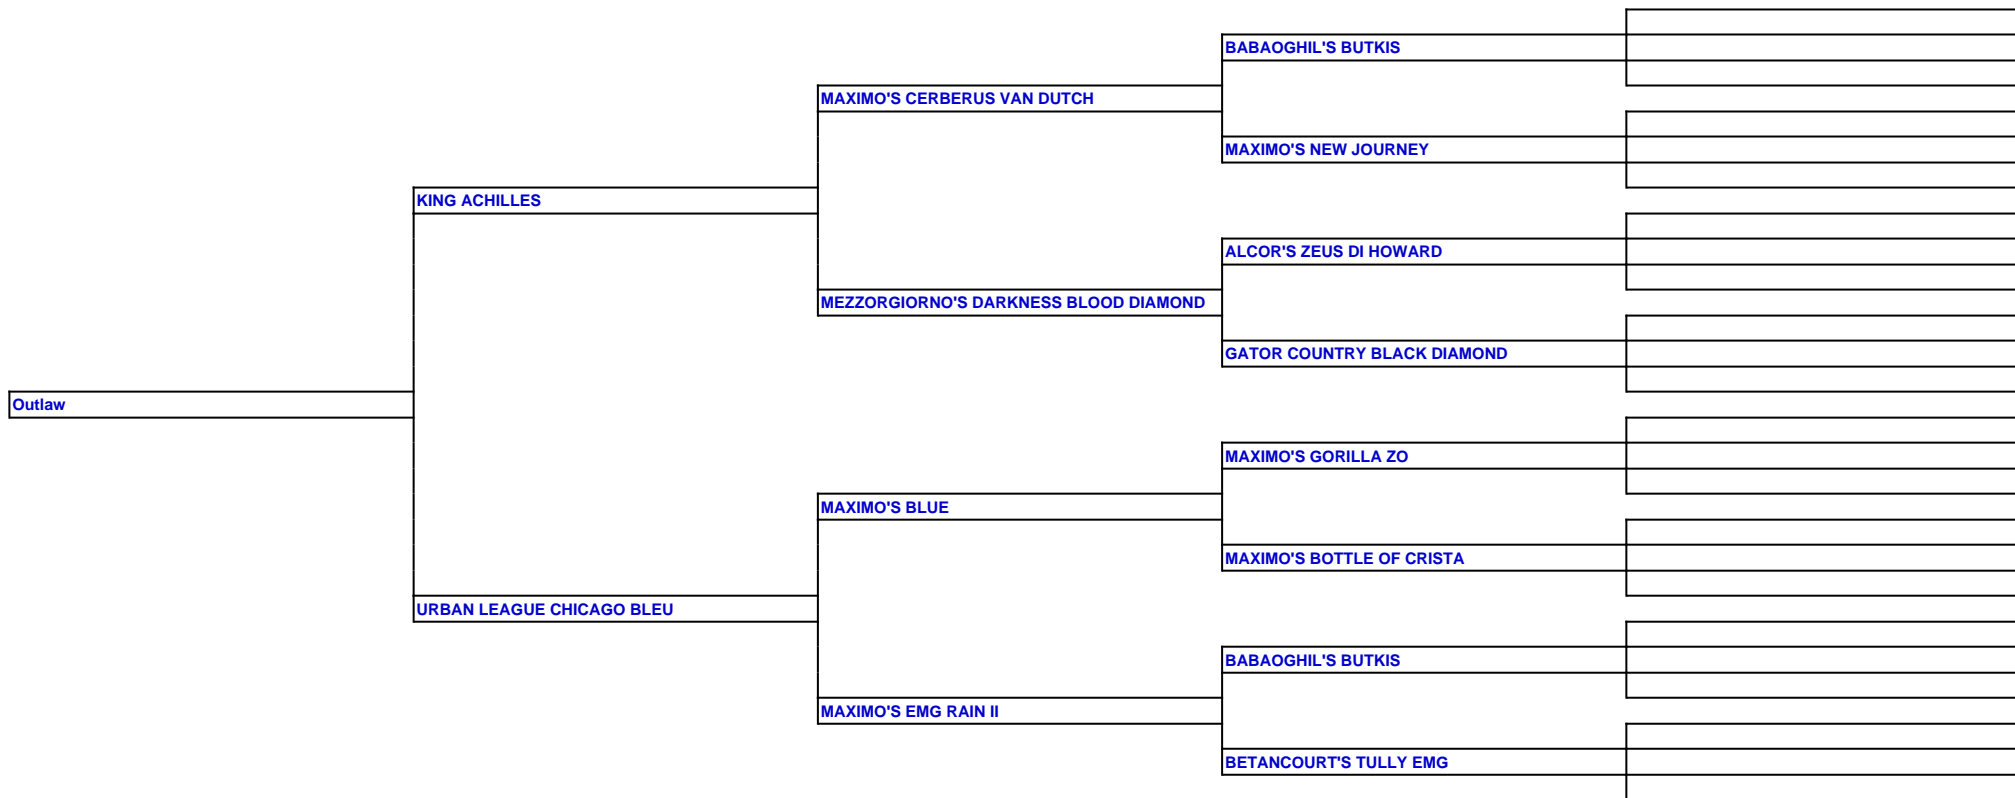 BABAOGHIL'S BUTKIS
MAXIMO'S CERBERUS VAN DUTCH
MAXIMO'S NEW JOURNEY
KING ACHILLES
ALCOR'S ZEUS DI HOWARD
MEZZORGIORNO'S DARKNESS BLOOD DIAMOND
GATOR COUNTRY BLACK DIAMOND
Outlaw
MAXIMO'S GORILLA ZO
MAXIMO'S BLUE
MAXIMO'S BOTTLE OF CRISTA
URBAN LEAGUE CHICAGO BLEU
BABAOGHIL'S BUTKIS
MAXIMO'S EMG RAIN II
BETANCOURT'S TULLY EMG